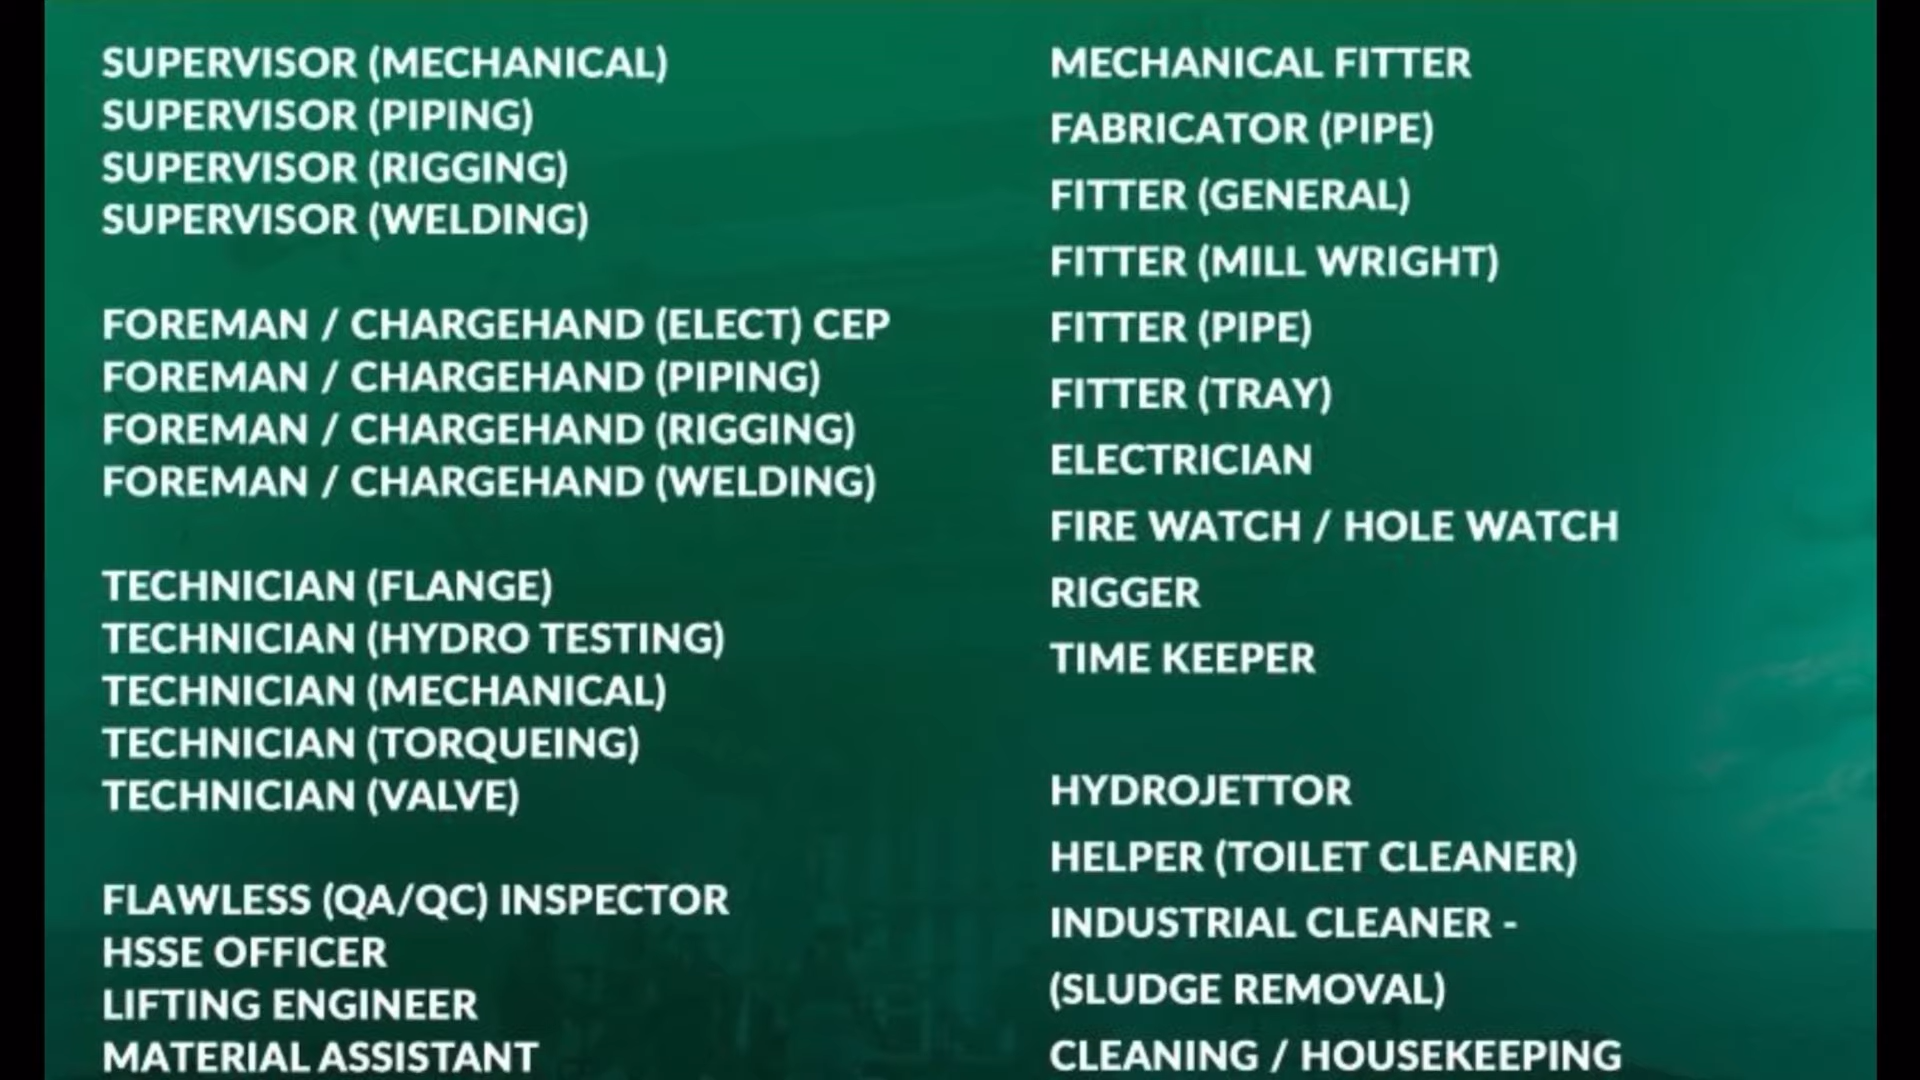 SUPERVISOR (MECHANICAL)
SUPERVISOR (PIPING)
SUPERVISOR (RIGGING)
SUPERVISOR (WELDING)
FOREMAN / CHARGEHAND (ELECT) CEP
FOREMAN / CHARGEHAND (PIPING)
FOREMAN / CHARGEHAND (RIGGING)
FOREMAN / CHARGEHAND (WELDING)
TECHNICIAN (FLANGE)
TECHNICIAN (HYDRO TESTING)
TECHNICIAN (MECHANICAL)
TECHNICIAN (TORQUEING)
TECHNICIAN (VALVE)
FLAWLESS (QA/QC) INSPECTOR
HSSE OFFICER
LIFTING ENGINEER
MATERIAL ASSISTANT
MECHANICAL FITTER
FABRICATOR (PIPE)
FITTER (GENERAL)
FITTER (MILL WRIGHT)
FITTER (PIPE)
FITTER (TRAY)
ELECTRICIAN
FIRE WATCH / HOLE WATCH
RIGGER
TIME KEEPER
HYDROJETTOR
HELPER (TOILET CLEANER)
INDUSTRIAL CLEANER -
(SLUDGE REMOVAL)
CLEANING / HOUSEKEEPING